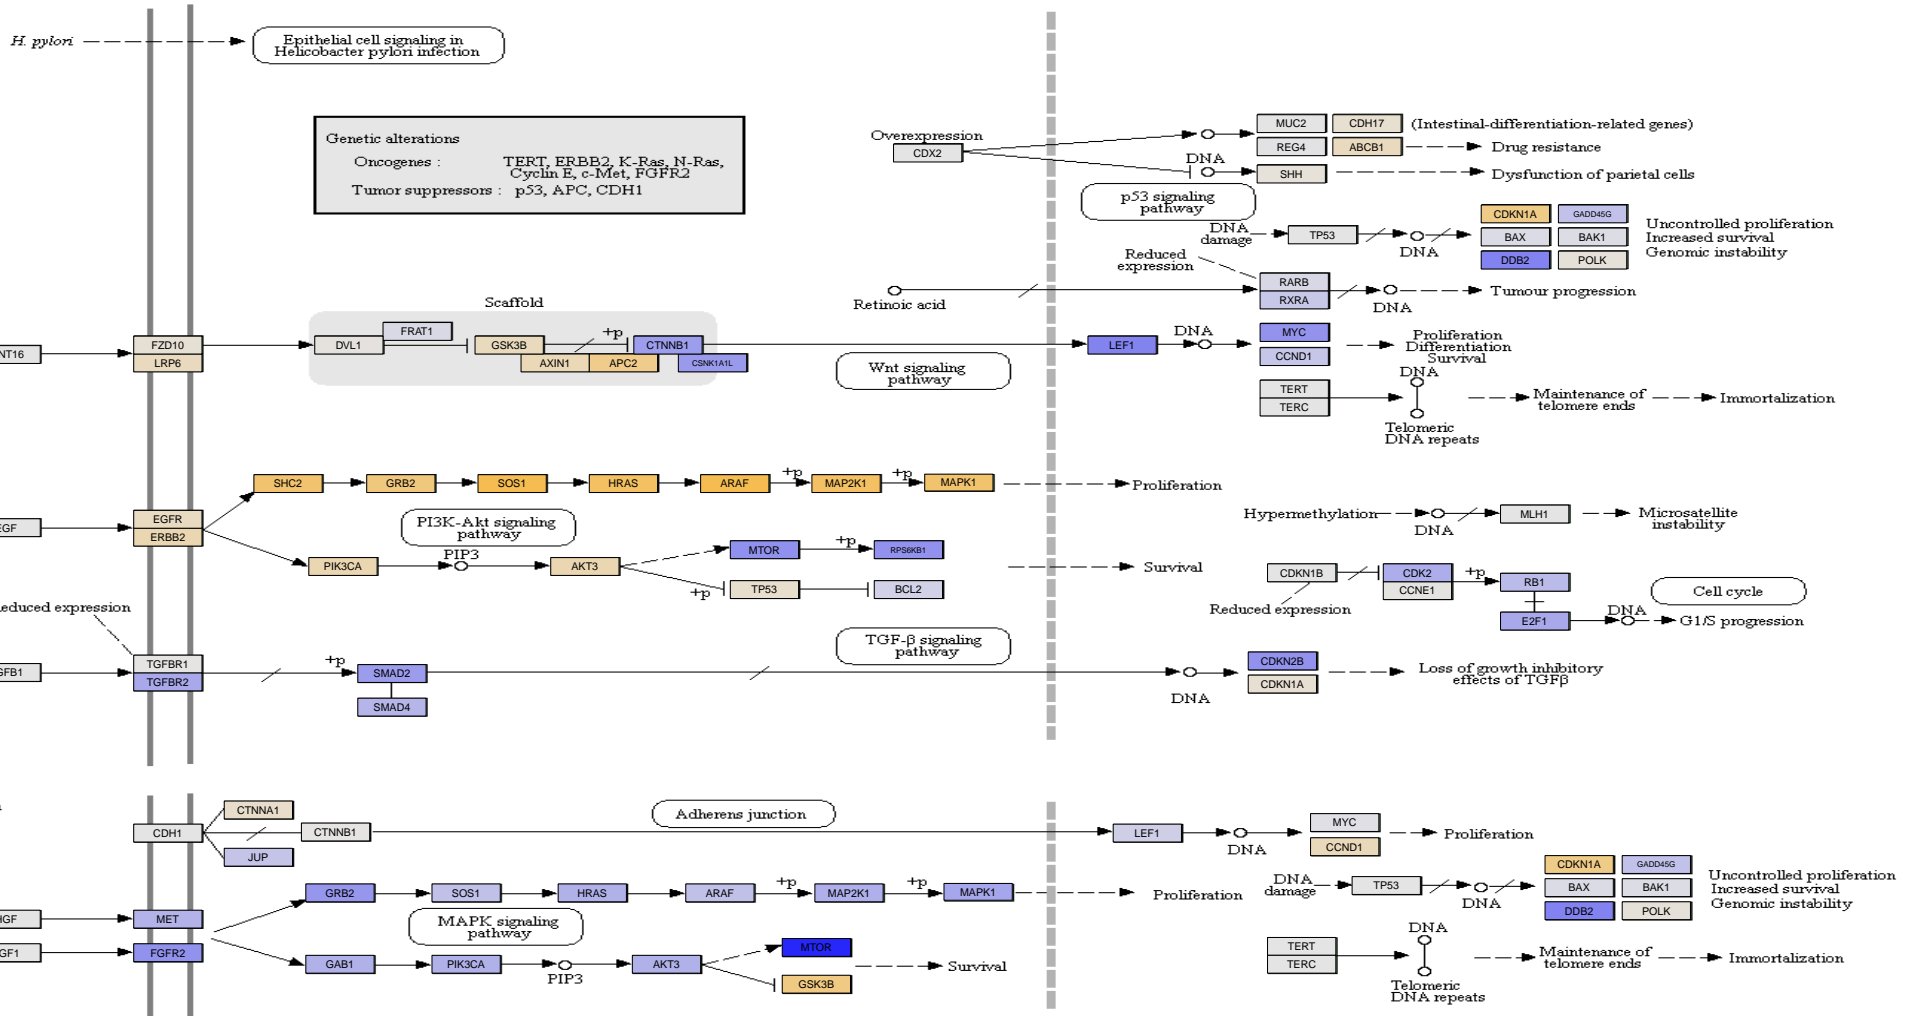 H. pylori
Epithelial cell signaling in
Helicobacter pylori infection
Genetic alterations
Oncogenes : TERT, ERBB2, K-Ras, N-Ras,
Cyclin E, c-Met, FGFR2
Tumor suppressors : p53, APC, CDH1
Overexpression
CDX2
DNA
MUC2 CDH17 (Intestinal-differentiation-related genes)
REG4 ABCB1 Drug resistance
SHH Dysfunction of parietal cells
p53 signaling
pathway
DNA
damage
TP53
DNA
CDKN1A GADD45G
BAX BAK1
DDB2 POLK
Uncontrolled proliferation
Increased survival
Genomic instability
Reduced
expression
Retinoic acid
RARB
RXRA
DNA
Tumour progression
Scaffold
NT16
FZD10
LRP6
DVL1
FRAT1
GSK3B
+p
CTNNB1
AXIN1 APC2 CSNK1A1L
Wnt signaling
pathway
LEF1
DNA
MYC
CCND1
Proliferation
Differentiation
Survival
TERT
TERC
DNA
Telomeric
DNA repeats
Maintenance of
telomere ends
Immortalization
SHC2 GRB2 SOS1 HRAS ARAF +p MAP2K1 +p MAPK1 Proliferation
EGF
EGFR
ERBB2
PI3K-Akt signaling
pathway
PIK3CA
PIP3
AKT3
MTOR +p RPS6KB1
+p TP53 BCL2
Survival
Hypermethylation
DNA
MLH1
Microsatellite
instability
CDKN1B
Reduced expression
CDK2
CCNE1
+p
RB1
E2F1
Cell cycle
DNA
G1/S progression
Reduced expression
GFB1
TGFBR1
TGFBR2
+p
SMAD2
SMAD4
TGF-β signaling
pathway
DNA
CDKN2B
CDKN1A
Loss of growth inhibitory
effects of TGFβ
CDH1
CTNNA1
CTNNB1
JUP
Adherens junction
LEF1
DNA
MYC
CCND1
Proliferation
GRB2 SOS1 HRAS ARAF +p MAP2K1 +p MAPK1 Proliferation
HGF
MET
GF1
FGFR2
MAPK signaling
pathway
GAB1 PIK3CA PIP3 AKT3
MTOR
GSK3B
Survival
DNA
damage
TP53
DNA
CDKN1A GADD45G
BAX BAK1
DDB2 POLK
Uncontrolled proliferation
Increased survival
Genomic instability
TERT
TERC
DNA
Telomeric
DNA repeats
Maintenance of
telomere ends
Immortalization